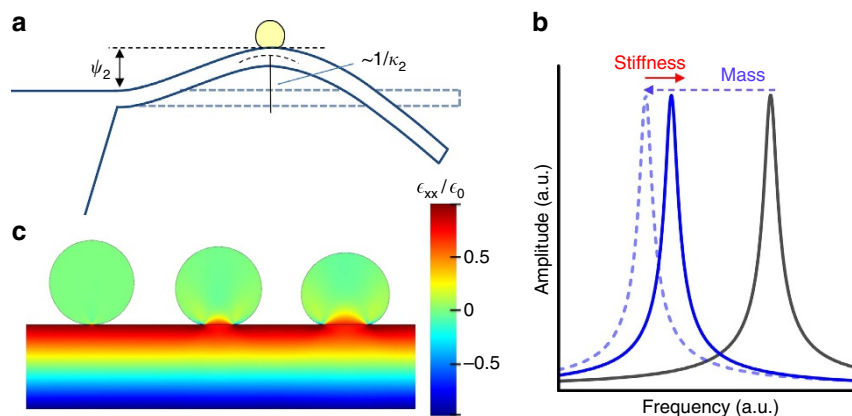 a
ψ₂
~1/κ₂
ϵxx/ϵ0
0.5
0
−0.5
c
b
Stiffness
Mass
Amplitude (a.u.)
Frequency (a.u.)